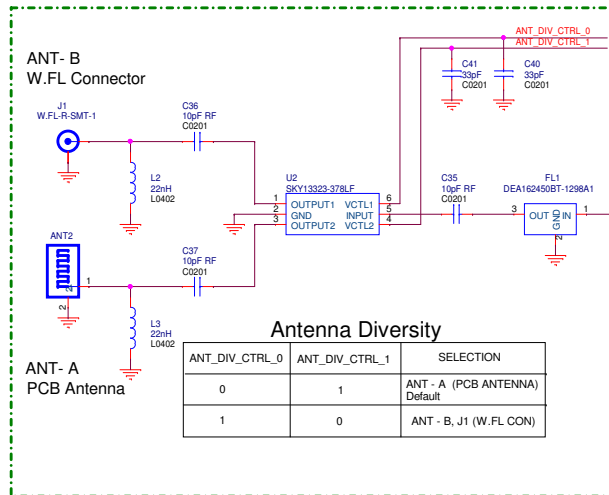 ANT_DIV_CTRL_0
ANT_DIV_CTRL_1
ANT- B
W.FL Connector
C41
33pF
C0201
C40
33pF
C0201
J1
W.FL-R-SMT-1
C36
10pF RF
C0201
L2
22nH
L0402
U2
SKY13323-378LF
1 OUTPUT1 VCTL1 6
2 GND INPUT 5
3 OUTPUT2 VCTL2 4
C35
10pF RF
C0201
FL1
DEA162450BT-1298A1
3 OUT GND IN 1
2
ANT2
1
2
C37
10pF RF
C0201
L3
22nH
L0402
ANT- A
PCB Antenna
Antenna Diversity
ANT_DIV_CTRL_0 ANT_DIV_CTRL_1 SELECTION
0 1 ANT - A (PCB ANTENNA)
Default
1 0 ANT - B, J1 (W.FL CON)